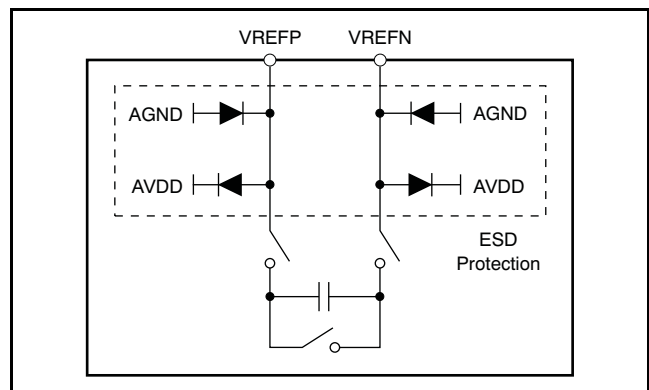 VREFP VREFN
AGND AGND
AVDD AVDD
ESD
Protection